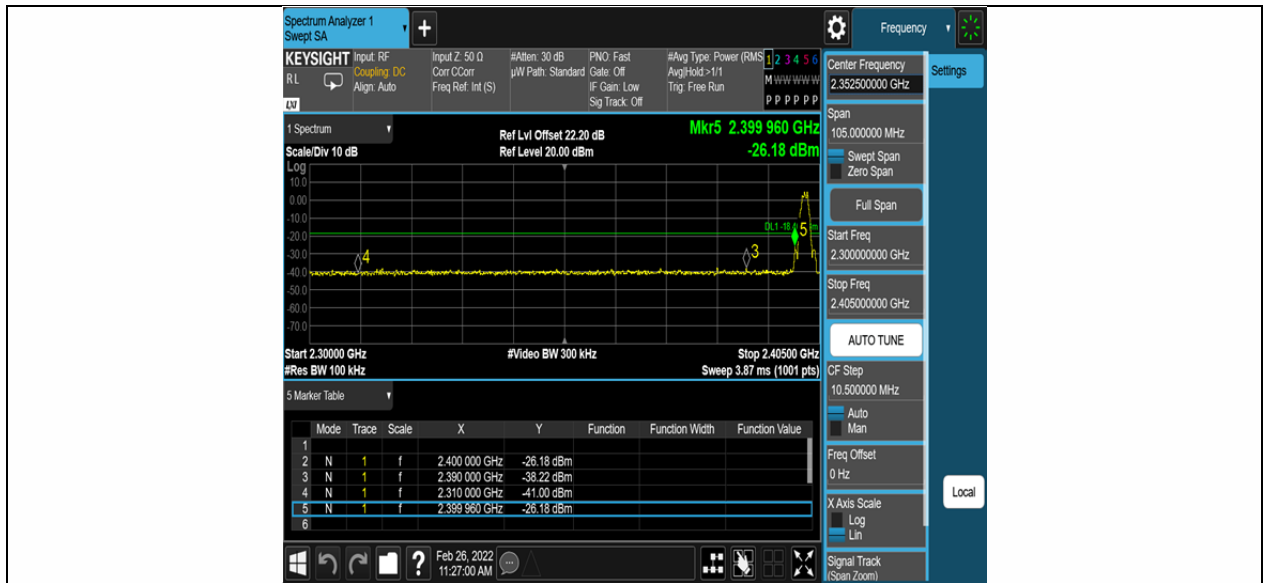 Spectrum Analyzer 1
Swept SA
+
Frequency
KEYSIGHT
RL
LXI
Input: RF
Coupling: DC
Align: Auto
Input Z: 50 Ω
Corr CCorr
Freq Ref: Int (S)
#Atten: 30 dB
µW Path: Standard
PNO: Fast
Gate: Off
IF Gain: Low
Sig Track: Off
#Avg Type: Power (RMS
Avg|Hold:>1/1
Trig: Free Run
1 2 3 4 5 6
M W W W W W
P P P P P P
1 Spectrum
Scale/Div 10 dB
Ref Lvl Offset 22.20 dB
Ref Level 20.00 dBm
Mkr5 2.399 960 GHz
-26.18 dBm
Log
10.0
0.00
-10.0
-20.0
-30.0
-40.0
-50.0
-60.0
-70.0
DL1 -18
5
3
4
Start 2.30000 GHz
#Video BW 300 kHz
Stop 2.40500 GHz
#Res BW 100 kHz
Sweep 3.87 ms (1001 pts)
5 Marker Table
Mode Trace Scale X Y Function Function Width Function Value
1
2 N 1 f 2.400 000 GHz -26.18 dBm
3 N 1 f 2.390 000 GHz -38.22 dBm
4 N 1 f 2.310 000 GHz -41.00 dBm
5 N 1 f 2.399 960 GHz -26.18 dBm
6
?
Feb 26, 2022
11:27:00 AM
Center Frequency
2.352500000 GHz
Settings
Span
105.000000 MHz
Swept Span
Zero Span
Full Span
Start Freq
2.300000000 GHz
Stop Freq
2.405000000 GHz
AUTO TUNE
CF Step
10.500000 MHz
Auto
Man
Freq Offset
0 Hz
Local
X Axis Scale
Log
Lin
Signal Track
(Span Zoom)